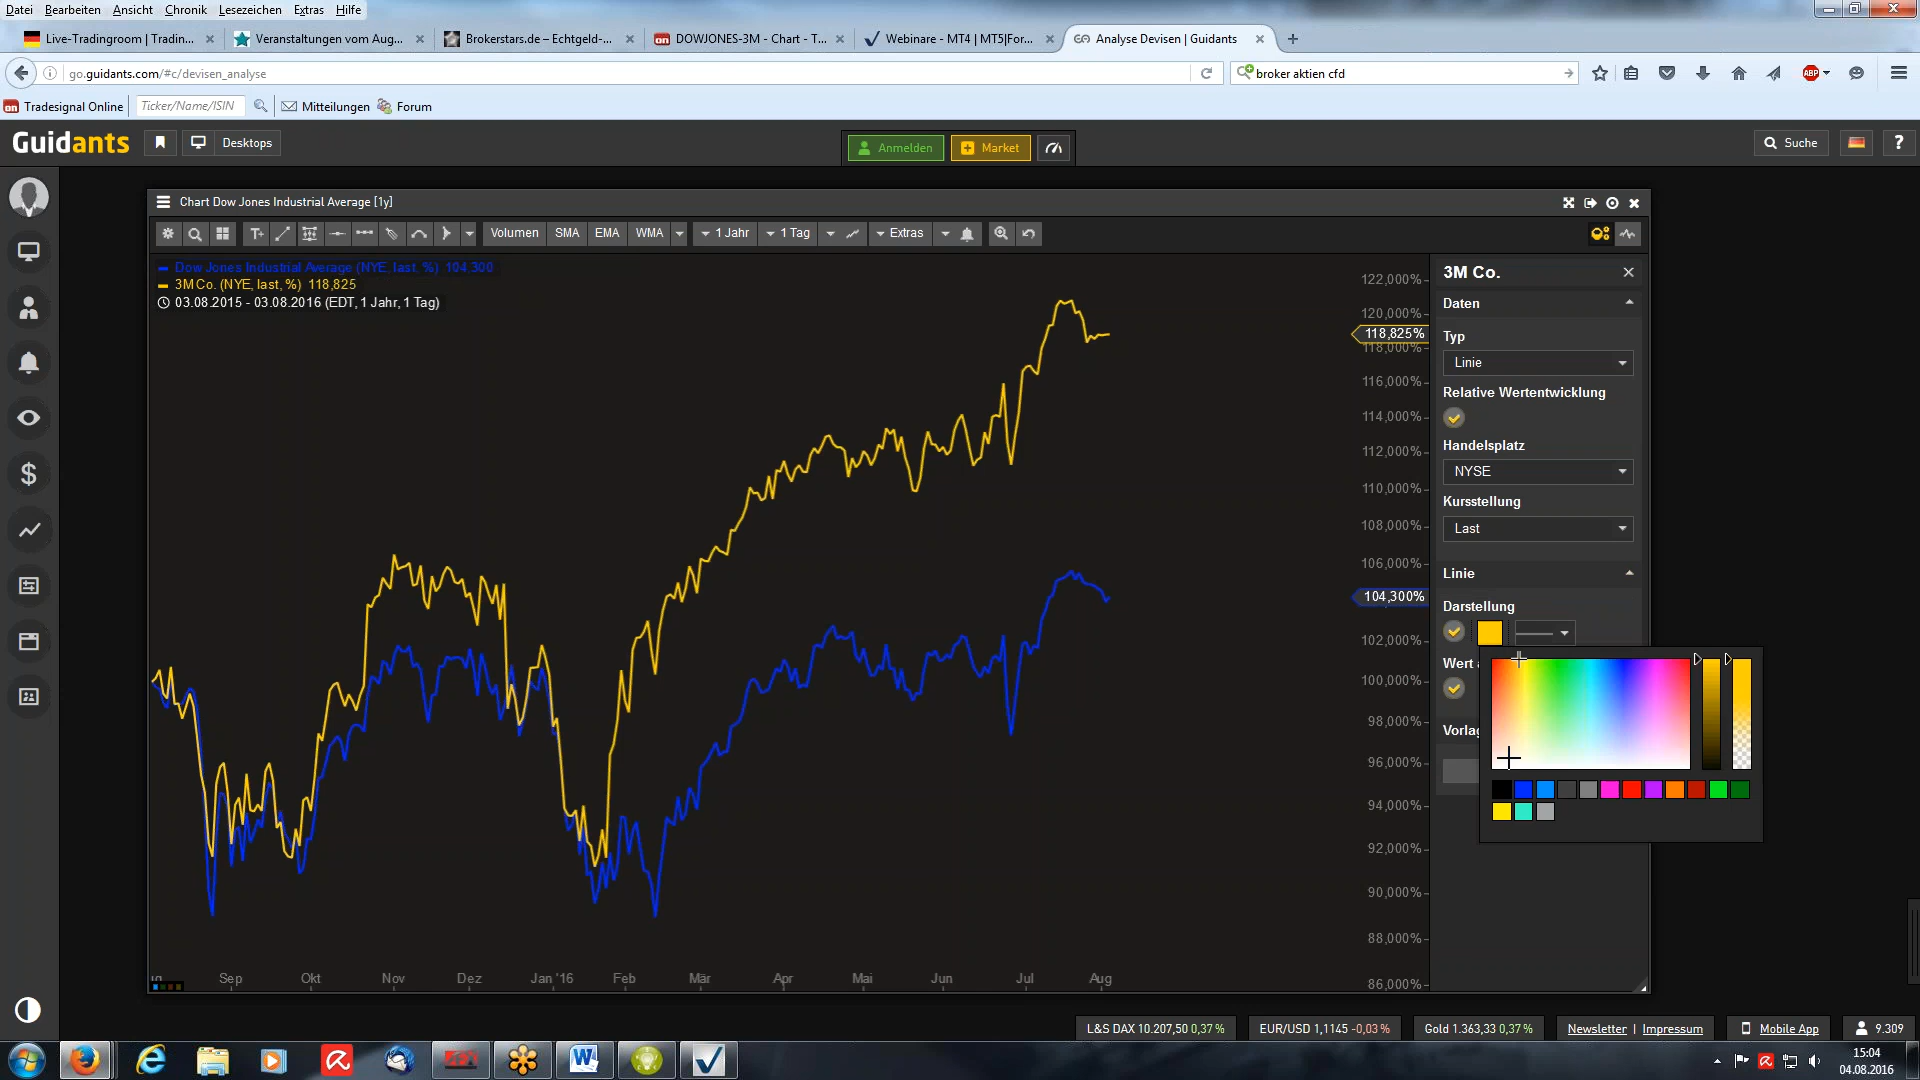 Datei Bearbeiten Ansicht Chronik Lesezeichen Extras Hilfe
Live-Tradingroom | Tradin... Veranstaltungen vom Aug... Brokerstars.de – Echtgeld-... DOWJONES-3M - Chart - T... Webinare - MT4 | MT5|For... Analyse Devisen | Guidants
go.guidants.com/#c/devisen_analyse broker aktien cfd ABP
on Tradesignal Online Ticker/Name/ISIN Mitteilungen Forum
Guidants Desktops Anmelden Market Suche ?
Chart Dow Jones Industrial Average [1y]
T+ Volumen SMA EMA WMA 1 Jahr 1 Tag Extras
Dow Jones Industrial Average (NYE, last, %) 104,300
3M Co. (NYE, last, %) 118,825
03.08.2015 - 03.08.2016 (EDT, 1 Jahr, 1 Tag)
122,000%
120,000%
118,825%
118,000%
116,000%
114,000%
112,000%
110,000%
108,000%
106,000%
104,300%
102,000%
100,000%
98,000%
96,000%
94,000%
92,000%
90,000%
88,000%
86,000%
Sep Okt Nov Dez Jan '16 Feb Mär Apr Mai Jun Jul Aug
3M Co.
Daten
Typ
Linie
Relative Wertentwicklung
Handelsplatz
NYSE
Kursstellung
Last
Linie
Darstellung
Wert
L&S DAX 10.207,50 0,37 % EUR/USD 1,1145 -0,03 % Gold 1.363,33 0,37 % Newsletter | Impressum Mobile App 9.309
15:04
04.08.2016